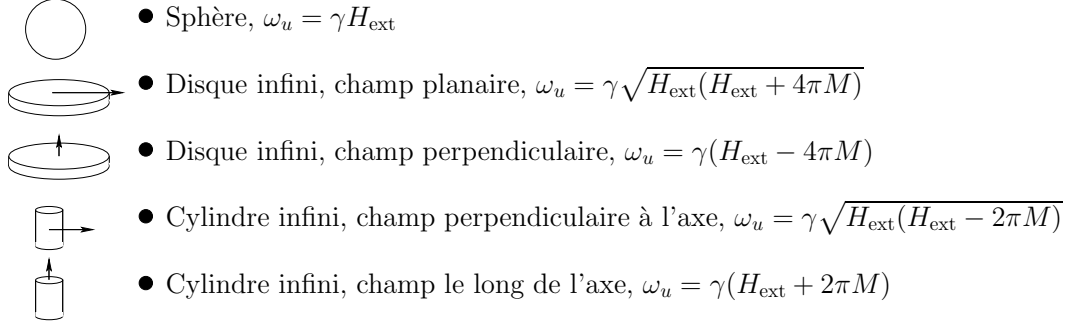 • Sphère, ω_u = γH_ext
• Disque infini, champ planaire, ω_u = γ√(H_ext(H_ext + 4πM))
• Disque infini, champ perpendiculaire, ω_u = γ(H_ext − 4πM)
• Cylindre infini, champ perpendiculaire à l'axe, ω_u = γ√(H_ext(H_ext − 2πM))
• Cylindre infini, champ le long de l'axe, ω_u = γ(H_ext + 2πM)